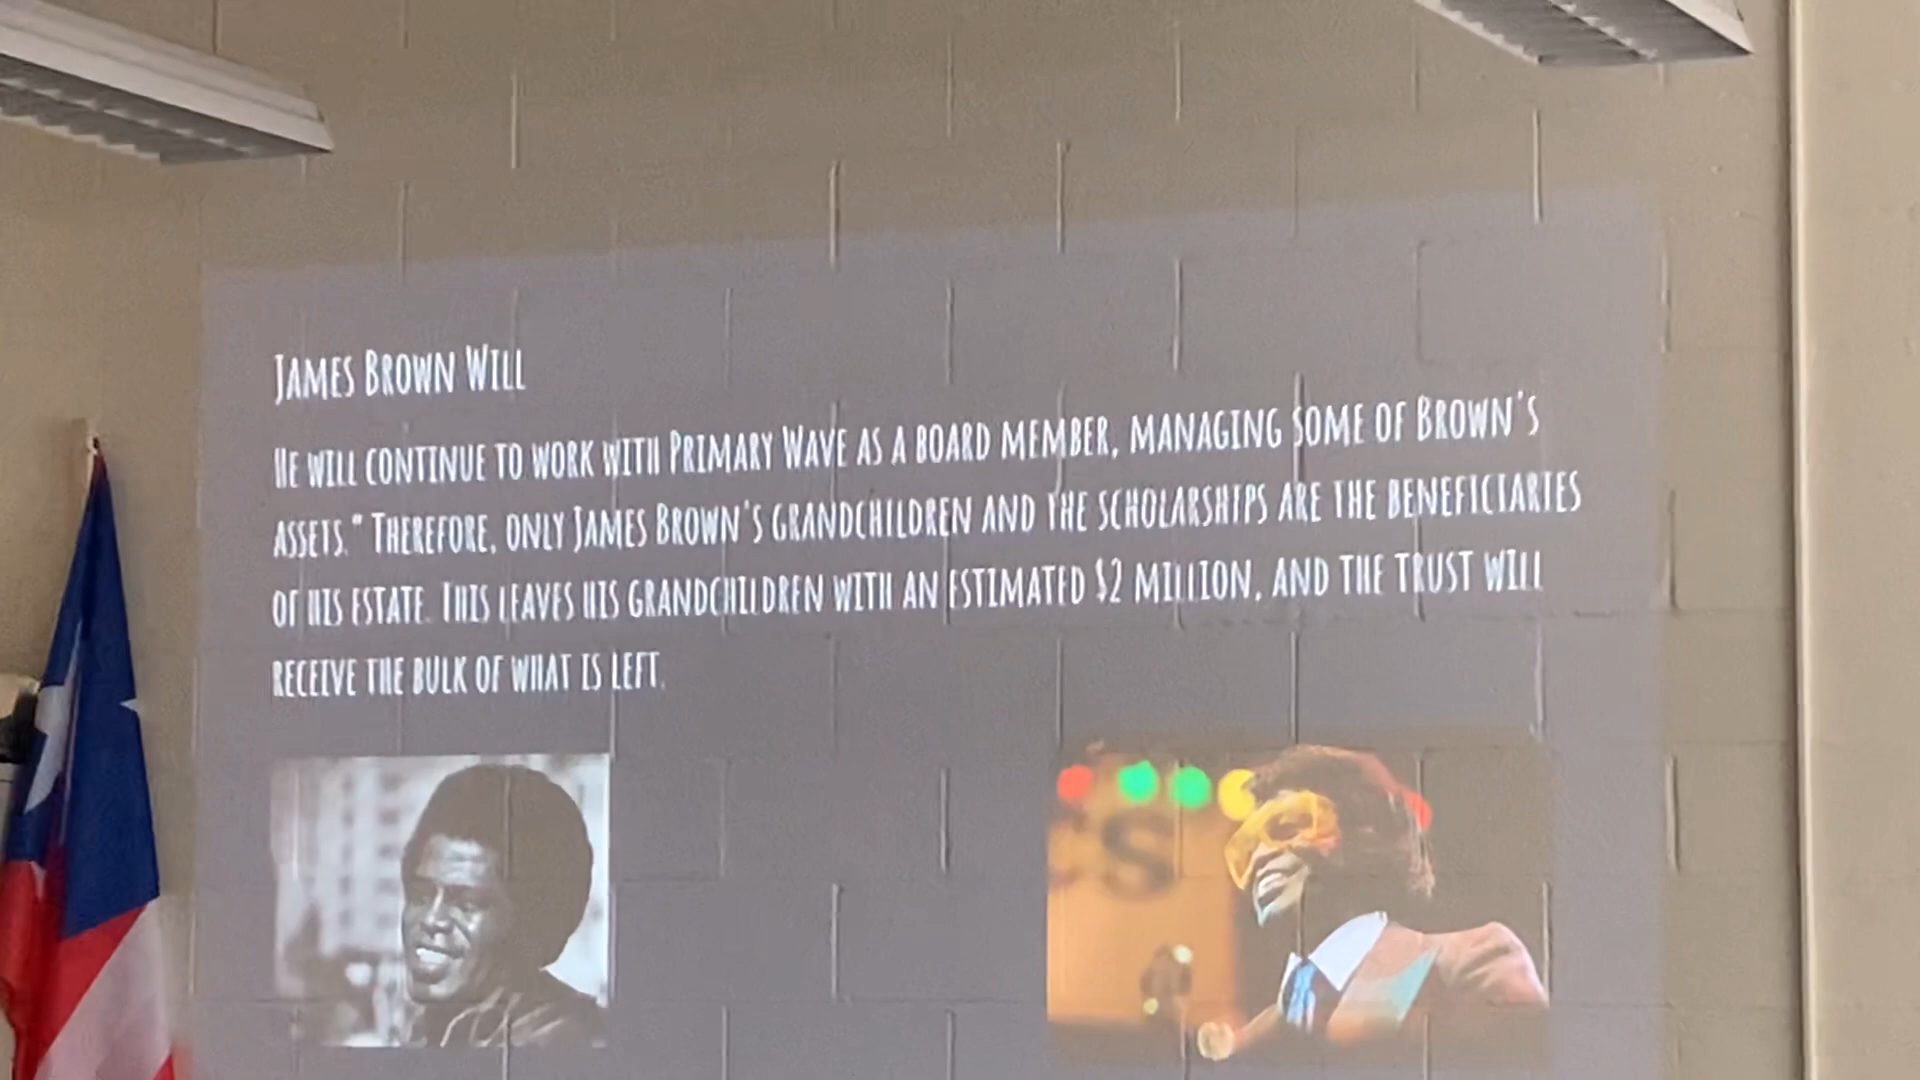 James Brown Will
He will continue to work with Primary Wave as a board member, managing some of Brown's
assets." Therefore, only James Brown's grandchildren and the scholarships are the beneficiaries
of his estate. This leaves his grandchildren with an estimated $2 million, and the trust will
receive the bulk of what is left.